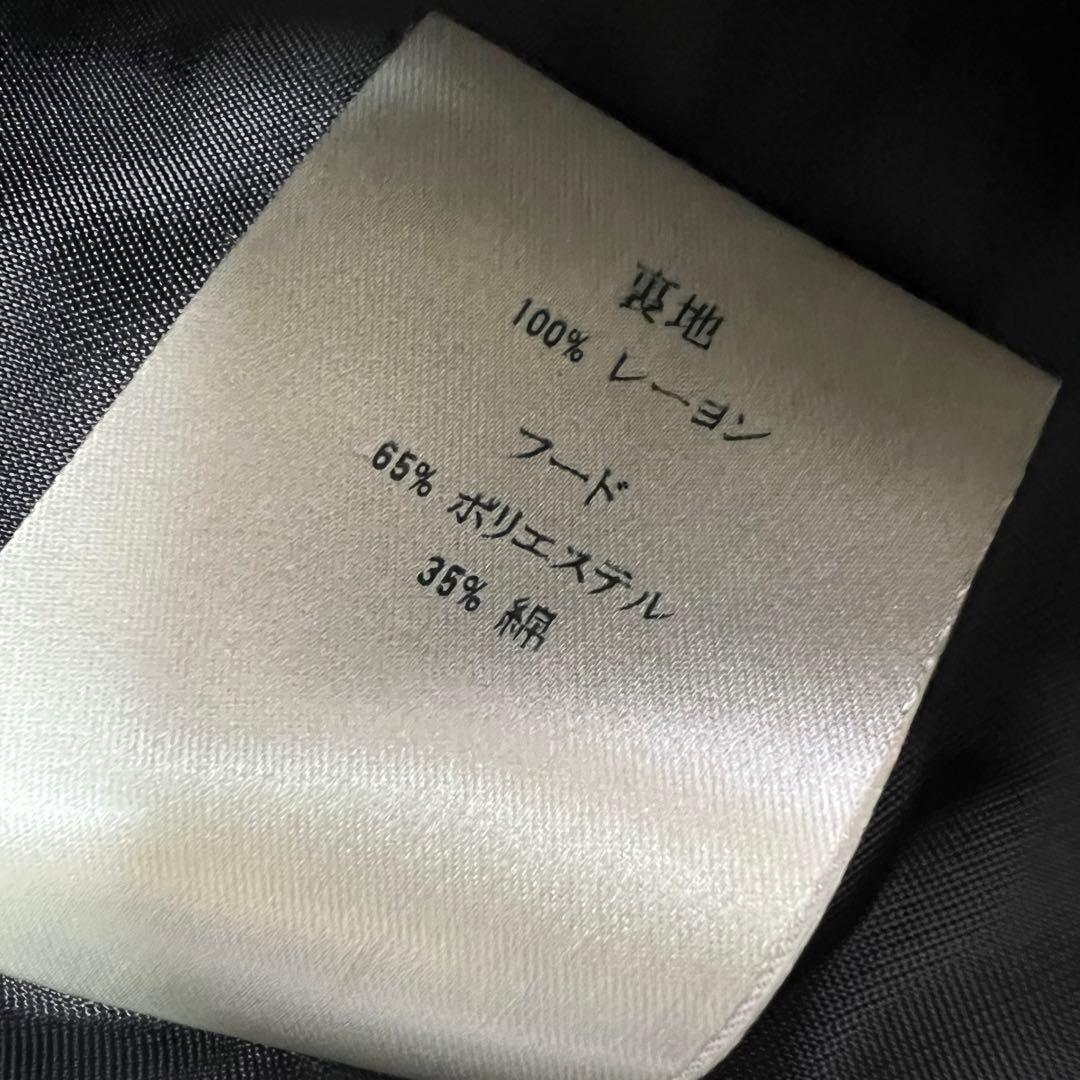 裏地
100% レーヨン
フード
65% ポリエステル
35% 綿